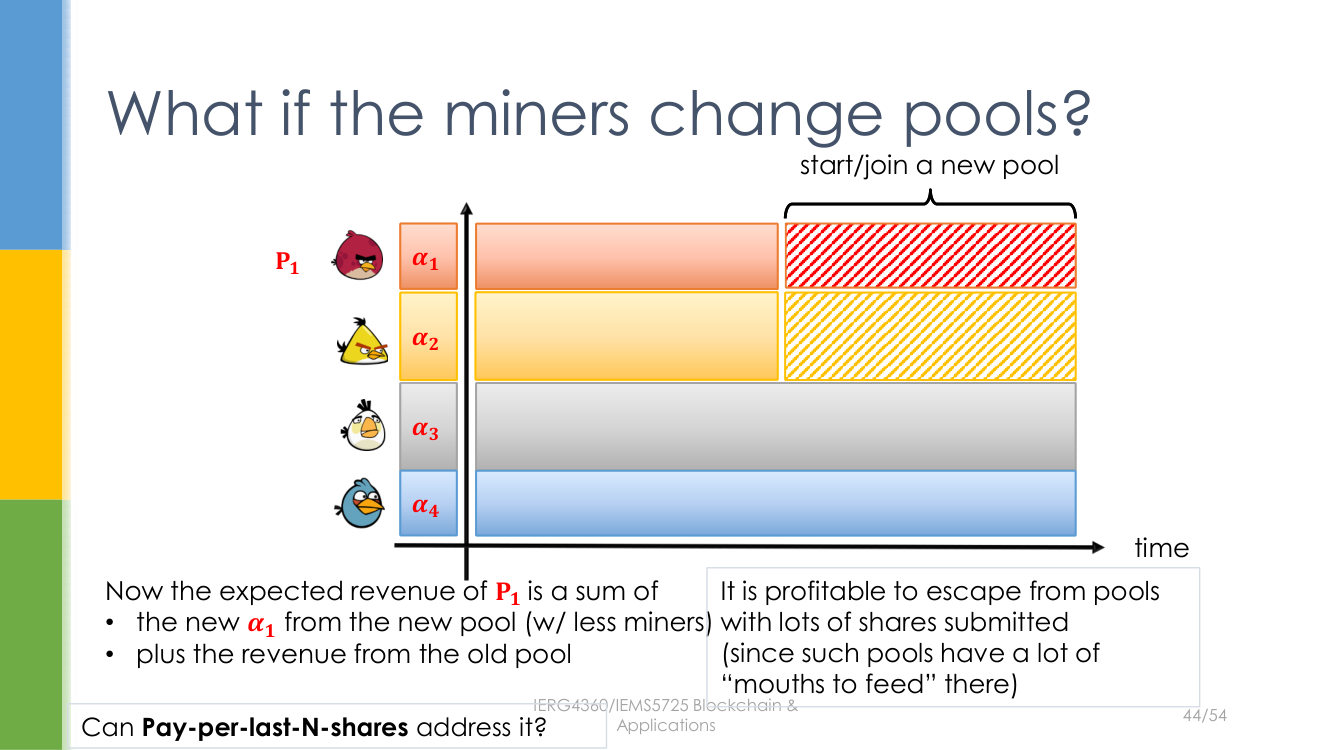 What if the miners change pools?
start/join a new pool
P1
α1
α2
α3
α4
time
Now the expected revenue of P1 is a sum of
• the new α1 from the new pool (w/ less miners)
• plus the revenue from the old pool
It is profitable to escape from pools
with lots of shares submitted
(since such pools have a lot of
“mouths to feed” there)
Can Pay-per-last-N-shares address it?
IERG4360/IEMS5725 Blockchain &
Applications
44/54